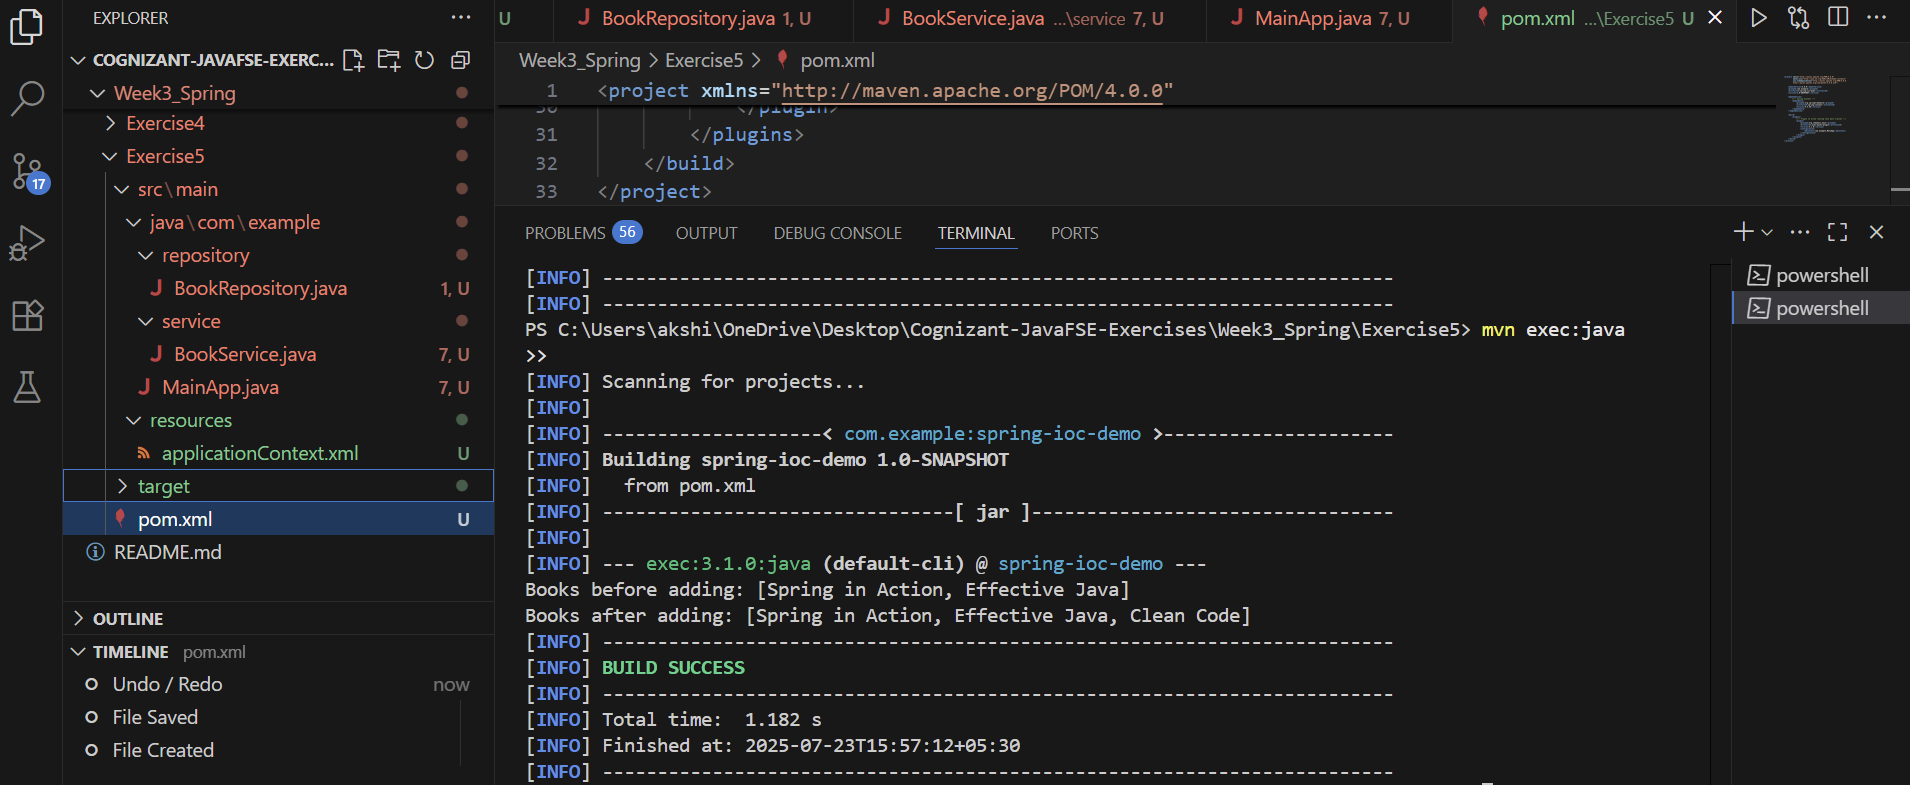 EXPLORER
COGNIZANT-JAVAFSE-EXERC...
Week3_Spring
Exercise4
Exercise5
src\main
java\com\example
repository
BookRepository.java 1, U
service
BookService.java 7, U
MainApp.java 7, U
resources
applicationContext.xml U
target
pom.xml U
README.md
OUTLINE
TIMELINE pom.xml
Undo / Redo now
File Saved
File Created
17
U
BookRepository.java 1, U
BookService.java ...\service 7, U
MainApp.java 7, U
pom.xml ...\Exercise5 U
Week3_Spring > Exercise5 > pom.xml
1 <project xmlns="http://maven.apache.org/POM/4.0.0"
30 </plugin>
31 </plugins>
32 </build>
33 </project>
PROBLEMS 56 OUTPUT DEBUG CONSOLE TERMINAL PORTS
[INFO] ------------------------------------------------------------------------
[INFO] ------------------------------------------------------------------------
PS C:\Users\akshi\OneDrive\Desktop\Cognizant-JavaFSE-Exercises\Week3_Spring\Exercise5> mvn exec:java
>>
[INFO] Scanning for projects...
[INFO]
[INFO] --------------------< com.example:spring-ioc-demo >---------------------
[INFO] Building spring-ioc-demo 1.0-SNAPSHOT
[INFO]   from pom.xml
[INFO] --------------------------------[ jar ]---------------------------------
[INFO]
[INFO] --- exec:3.1.0:java (default-cli) @ spring-ioc-demo ---
Books before adding: [Spring in Action, Effective Java]
Books after adding: [Spring in Action, Effective Java, Clean Code]
[INFO] ------------------------------------------------------------------------
[INFO] BUILD SUCCESS
[INFO] ------------------------------------------------------------------------
[INFO] Total time:  1.182 s
[INFO] Finished at: 2025-07-23T15:57:12+05:30
[INFO] ------------------------------------------------------------------------
powershell
powershell